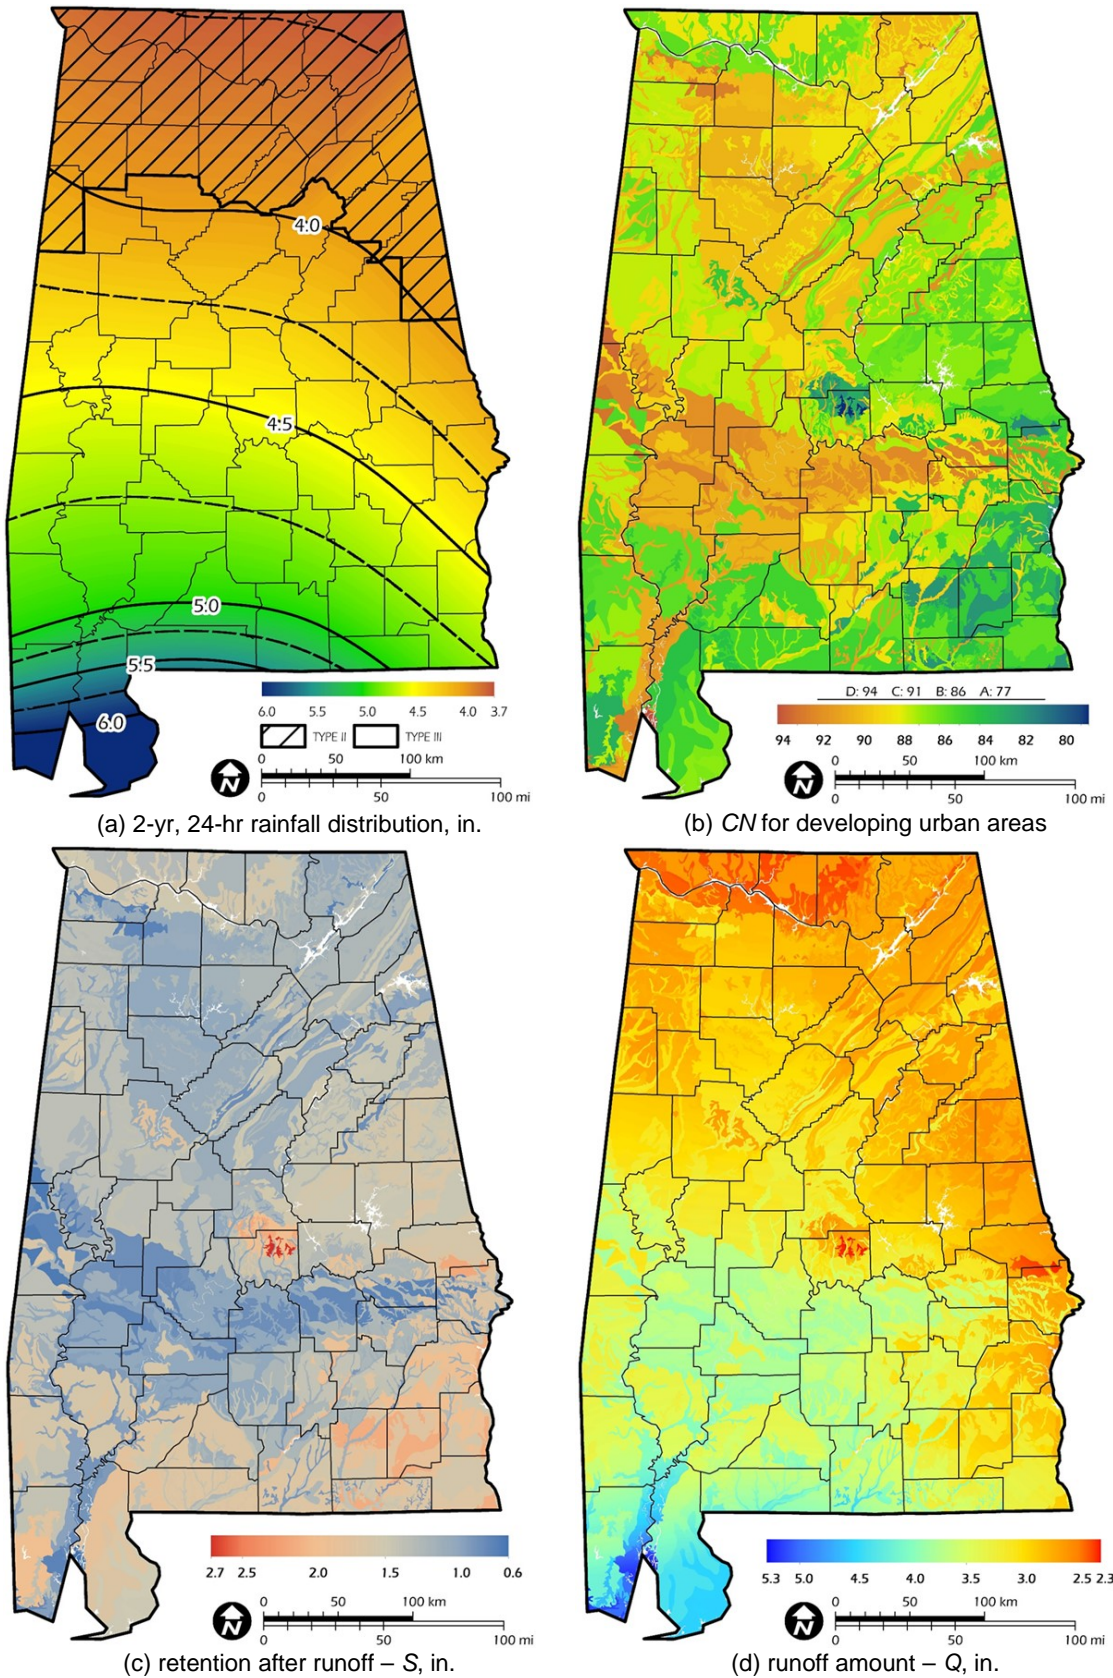 4.0
4.5
5.0
5.5
6.0
6.0 5.5 5.0 4.5 4.0 3.7
TYPE II TYPE III
0 50 100 km
N
0 50 100 mi
(a) 2-yr, 24-hr rainfall distribution, in.
D: 94 C: 91 B: 86 A: 77
94 92 90 88 86 84 82 80
0 50 100 km
N
0 50 100 mi
(b) CN for developing urban areas
2.7 2.5 2.0 1.5 1.0 0.6
0 50 100 km
N
0 50 100 mi
(c) retention after runoff – S, in.
5.3 5.0 4.5 4.0 3.5 3.0 2.5 2.3
0 50 100 km
N
0 50 100 mi
(d) runoff amount – Q, in.